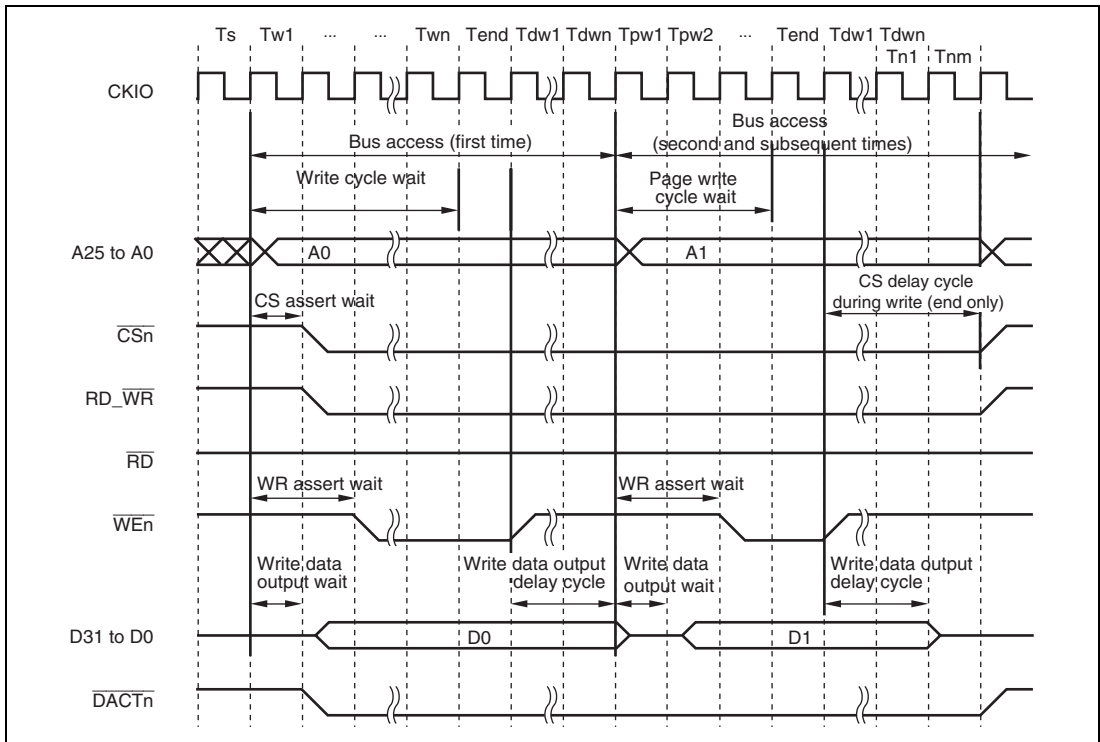 Ts Tw1 ... ... Twn Tend Tdw1 Tdwn Tpw1 Tpw2 ... Tend Tdw1 Tdwn
Tn1 Tnm
CKIO
Bus access (first time)
Bus access
(second and subsequent times)
Write cycle wait
Page write
cycle wait
A25 to A0
A0
A1
CS assert wait
CS delay cycle
during write (end only)
CSn
RD_WR
RD
WR assert wait
WR assert wait
WEn
Write data
output wait
Write data output
delay cycle
Write data
output wait
Write data output
delay cycle
D31 to D0
D0
D1
DACTn